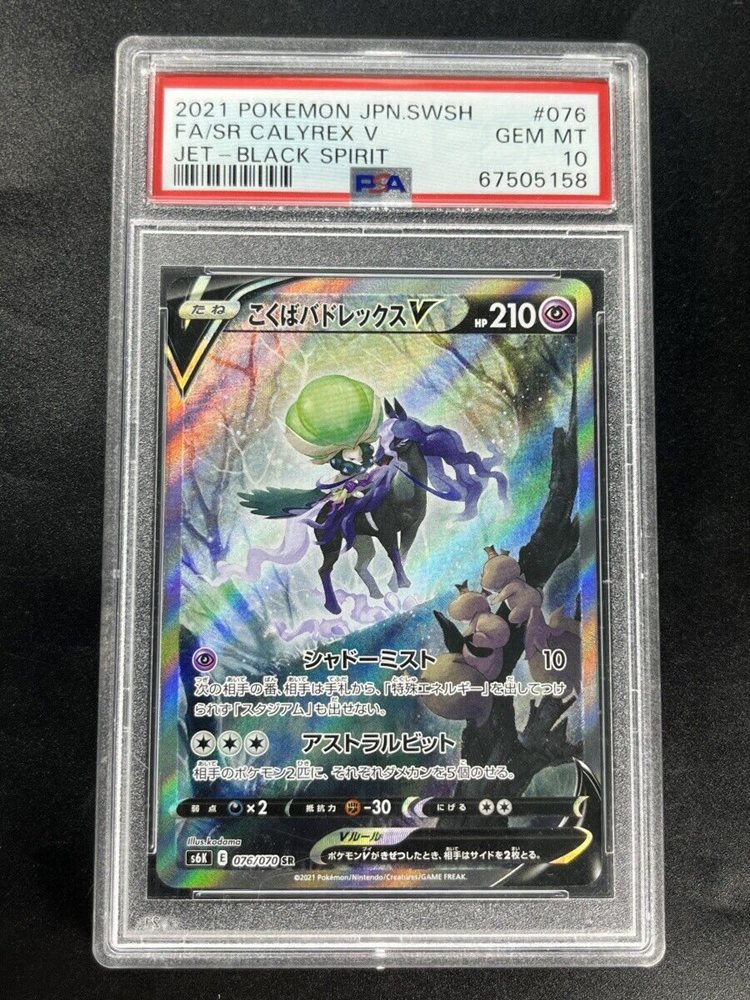 2021 POKEMON JPN.SWSH #076
FA/SR CALYREX V GEM MT
JET-BLACK SPIRIT 10
PSA 67505158
たね こくばバドレックスV HP 210
シャドーミスト 10
次の相手の番、相手は手札から、「特殊エネルギー」を出してつけ
られず「スタジアム」も出せない。
アストラルビット
相手のポケモン2匹に、それぞれダメカンを5個のせる。
弱点 ×2 抵抗力 -30 にげる
Vルール
ポケモンVがきぜつしたとき、相手はサイドを2枚とる。
Illus.kodama
s6K E 076/070 SR
©2021 Pokémon/Nintendo/Creatures/GAME FREAK.